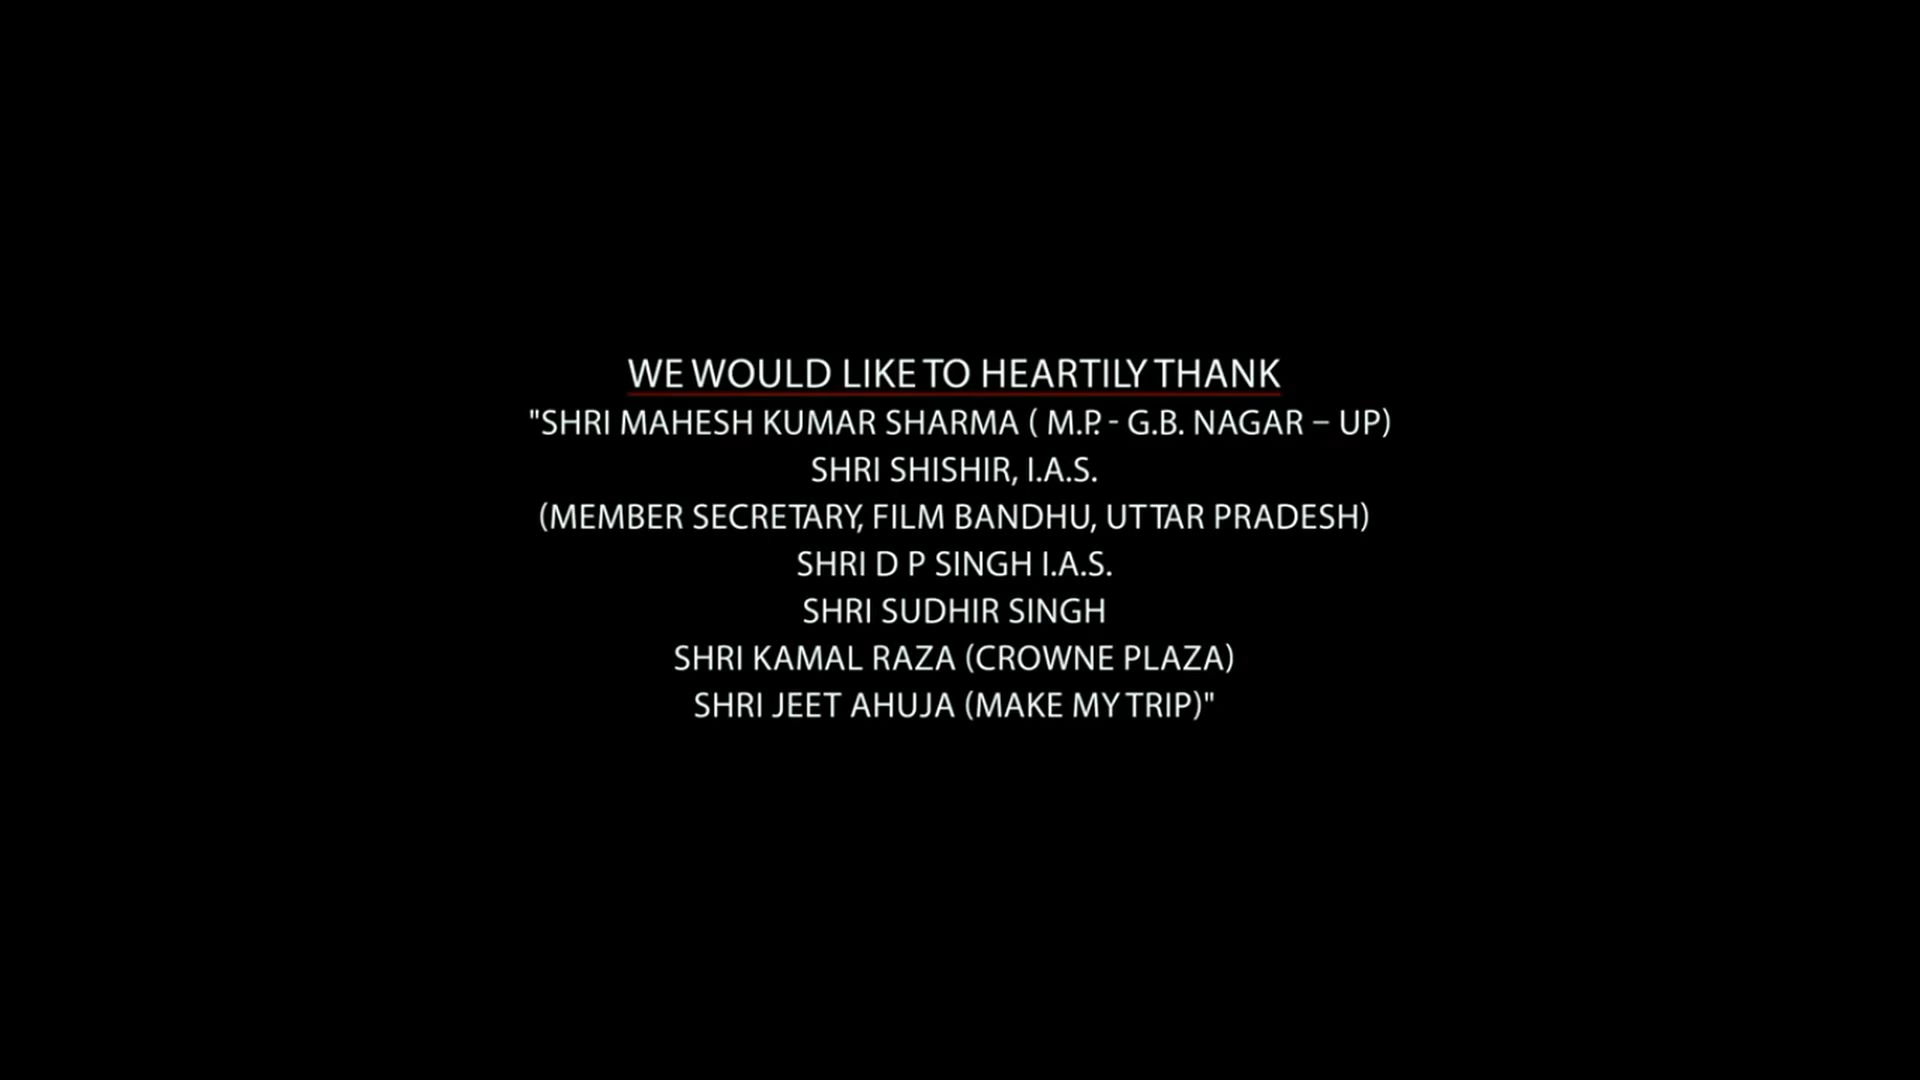 WE WOULD LIKE TO HEARTILY THANK
"SHRI MAHESH KUMAR SHARMA ( M.P. - G.B. NAGAR – UP)
SHRI SHISHIR, I.A.S.
(MEMBER SECRETARY, FILM BANDHU, UTTAR PRADESH)
SHRI D P SINGH I.A.S.
SHRI SUDHIR SINGH
SHRI KAMAL RAZA (CROWNE PLAZA)
SHRI JEET AHUJA (MAKE MY TRIP)"